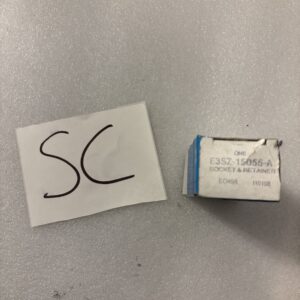 SC
ONE
E3SZ-15055-A
SOCKET & RETAINER